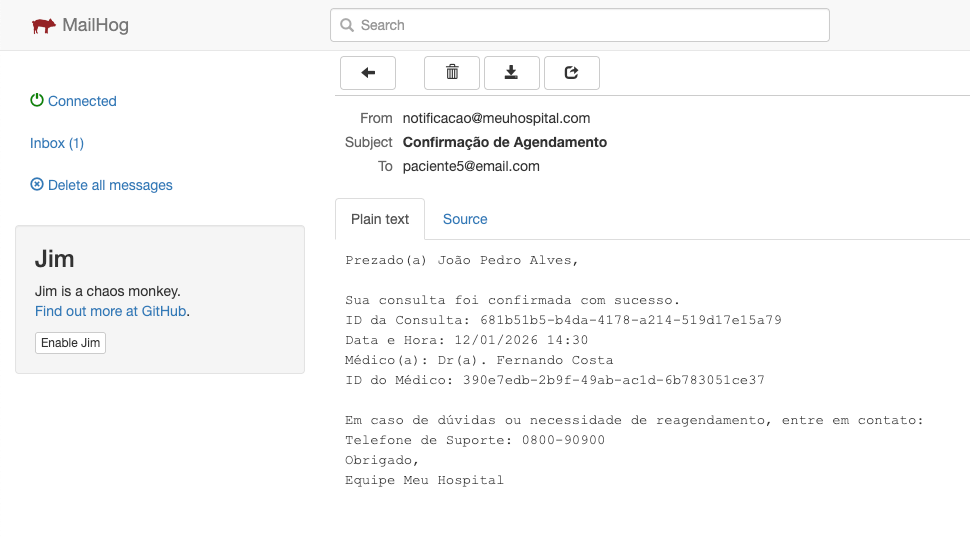 MailHog
Search
Connected
Inbox (1)
Delete all messages
Jim
Jim is a chaos monkey.
Find out more at GitHub.
Enable Jim
From notificacao@meuhospital.com
Subject Confirmação de Agendamento
To paciente5@email.com
Plain text Source
Prezado(a) João Pedro Alves,
Sua consulta foi confirmada com sucesso.
ID da Consulta: 681b51b5-b4da-4178-a214-519d17e15a79
Data e Hora: 12/01/2026 14:30
Médico(a): Dr(a). Fernando Costa
ID do Médico: 390e7edb-2b9f-49ab-ac1d-6b783051ce37
Em caso de dúvidas ou necessidade de reagendamento, entre em contato:
Telefone de Suporte: 0800-90900
Obrigado,
Equipe Meu Hospital